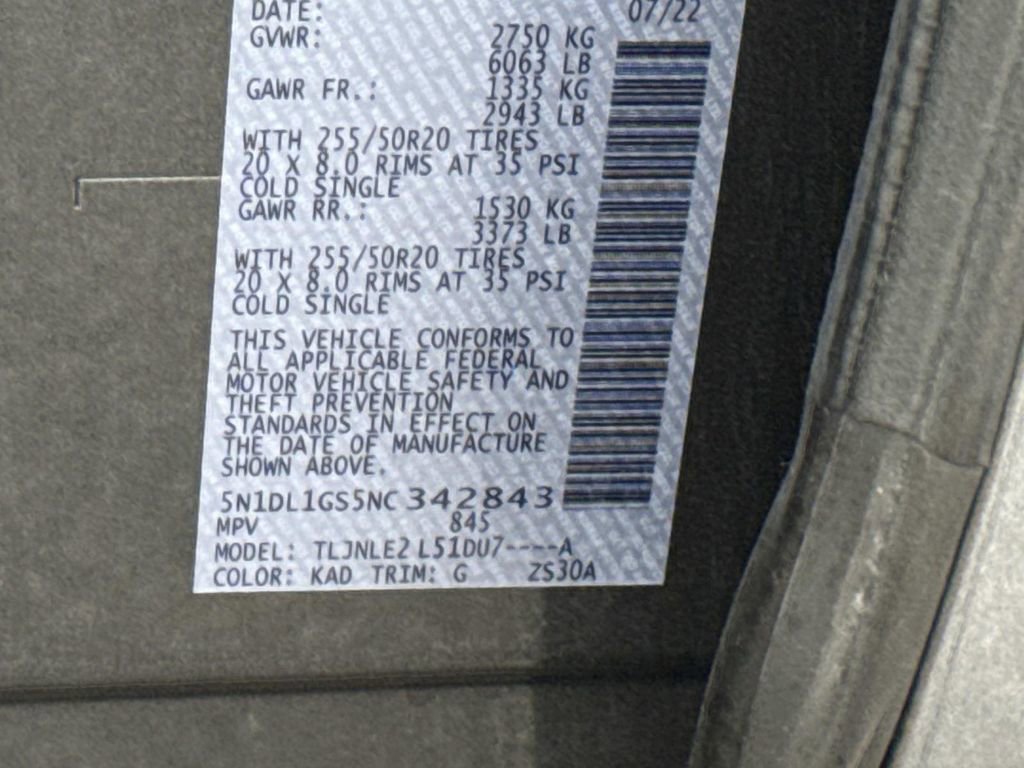 DATE: 07/22
GVWR: 2750 KG
6063 LB
GAWR FR.: 1335 KG
2943 LB
WITH 255/50R20 TIRES
20 X 8.0 RIMS AT 35 PSI
COLD SINGLE
GAWR RR.: 1530 KG
3373 LB
WITH 255/50R20 TIRES
20 X 8.0 RIMS AT 35 PSI
COLD SINGLE
THIS VEHICLE CONFORMS TO
ALL APPLICABLE FEDERAL
MOTOR VEHICLE SAFETY AND
THEFT PREVENTION
STANDARDS IN EFFECT ON
THE DATE OF MANUFACTURE
SHOWN ABOVE.
5N1DL1GS5NC342843
MPV 845
MODEL: TLJNLE2 L51DU7----A
COLOR: KAD TRIM: G ZS30A